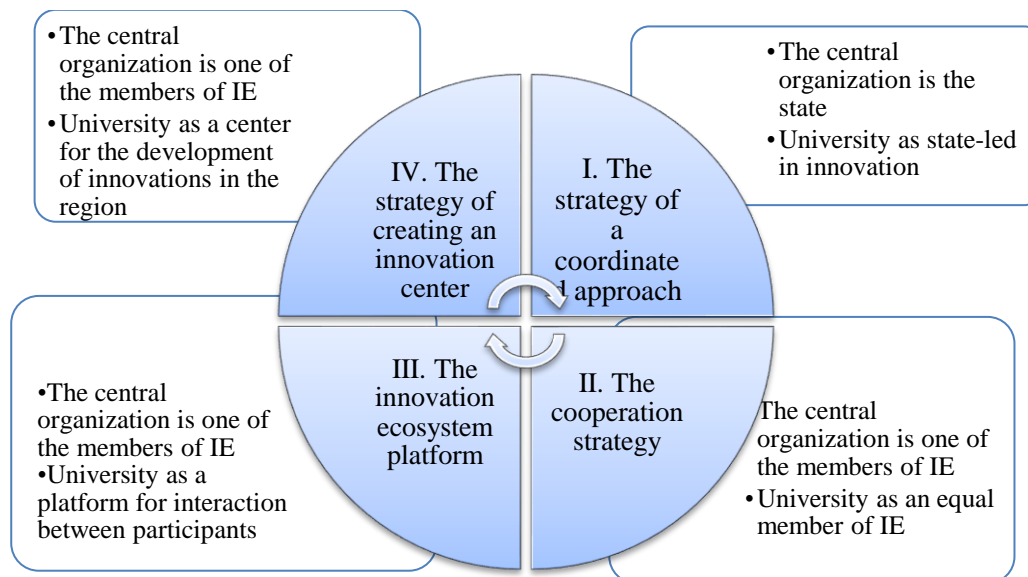 •The central
organization is one of
the members of IE
•University as a center
for the development
of innovations in the
region
•The central
organization is the
state
•University as state-led
in innovation
IV. The
strategy of
creating an
innovation
center
I. The
strategy of
a
coordinate
d approach
III. The
innovation
ecosystem
platform
II. The
cooperation
strategy
•The central
organization is one of
the members of IE
•University as a
platform for interaction
between participants
The central
organization is one of
the members of IE
•University as an equal
member of IE